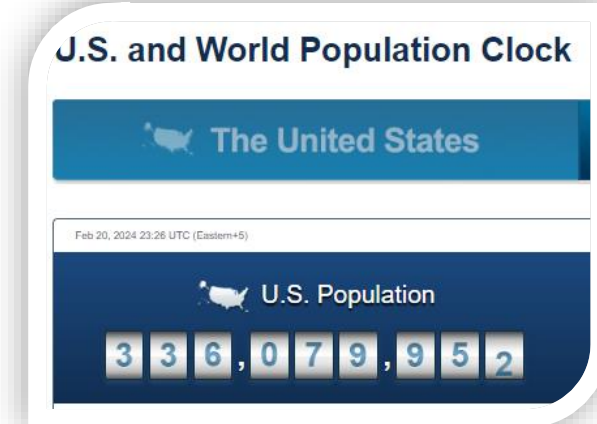 U.S. and World Population Clock
The United States
Feb 20, 2024 23:26 UTC (Eastern+5)
U.S. Population
336,079,952